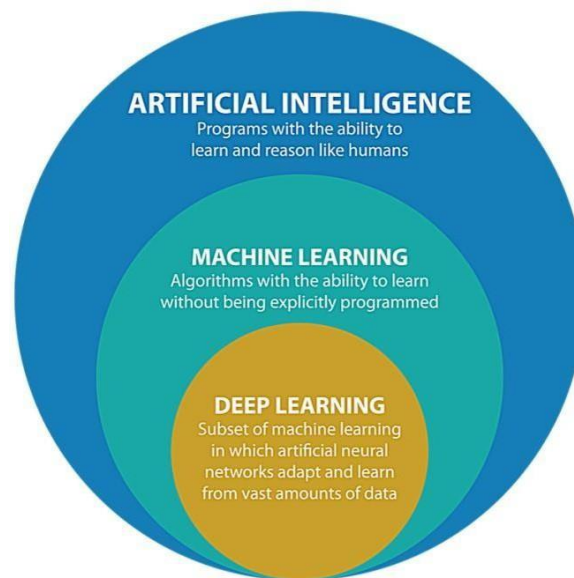 ARTIFICIAL INTELLIGENCE
Programs with the ability to
learn and reason like humans
MACHINE LEARNING
Algorithms with the ability to learn
without being explicitly programmed
DEEP LEARNING
Subset of machine learning
in which artificial neural
networks adapt and learn
from vast amounts of data